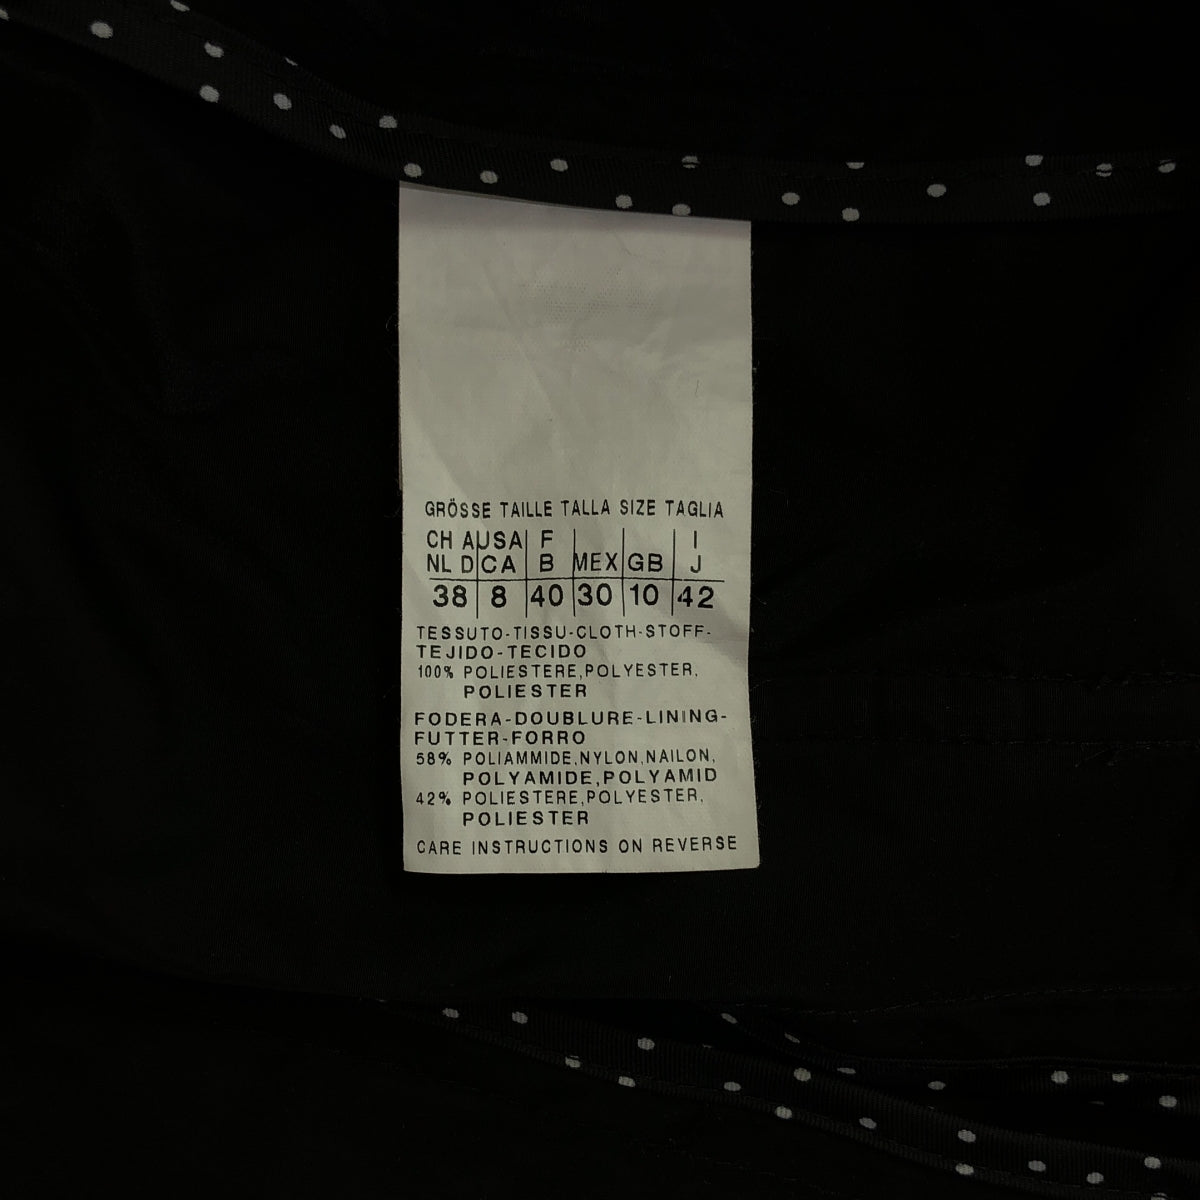 GRÖSSE TAILLE TALLA SIZE TAGLIA
CH A USA F I
NL D CA B MEX GB J
38 8 40 30 10 42
TESSUTO-TISSU-CLOTH-STOFF-
TEJIDO-TECIDO
100% POLIESTERE,POLYESTER,
POLIESTER
FODERA-DOUBLURE-LINING-
FUTTER-FORRO
58% POLIAMMIDE,NYLON,NAILON,
POLYAMIDE,POLYAMID
42% POLIESTERE,POLYESTER,
POLIESTER
CARE INSTRUCTIONS ON REVERSE